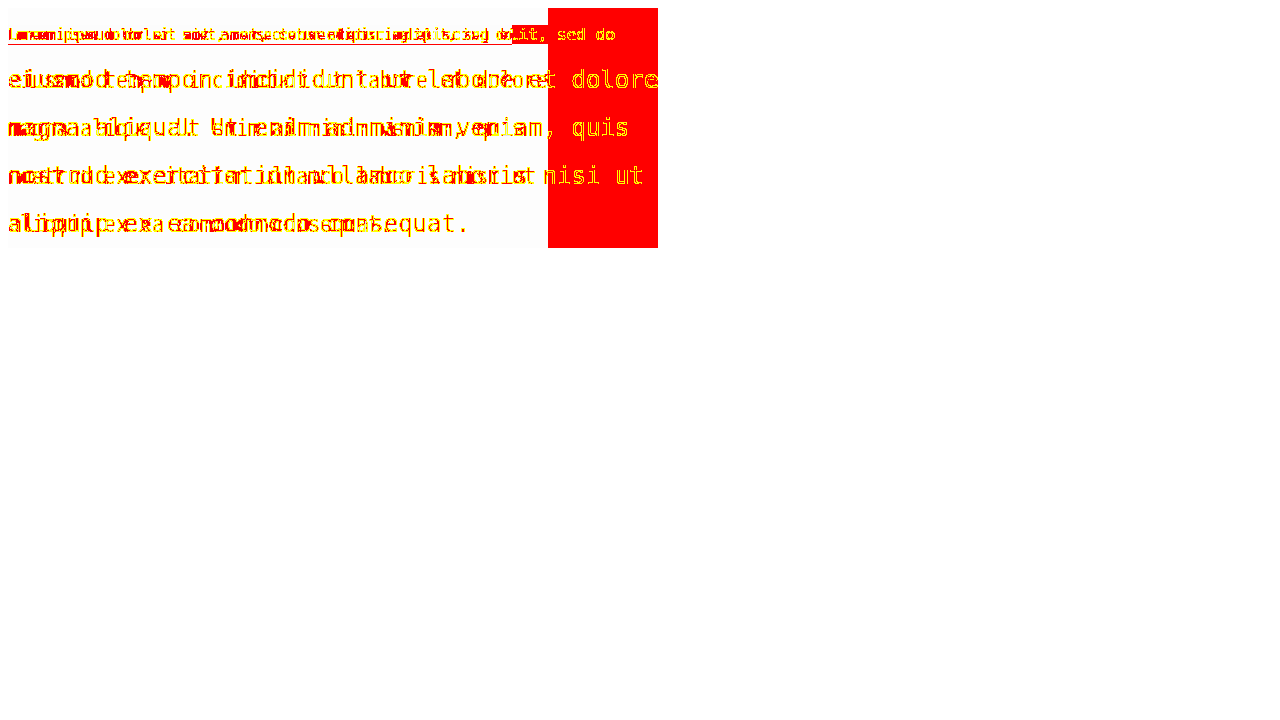 Lorem ipsum dolor sit amet, consectetur adipiscing elit, sed do
eiusmod tempor incididunt ut labore et dolore
magna aliqua. Ut enim ad minim veniam, quis
nostrud exercitation ullamco laboris nisi ut
aliquip ex ea commodo consequat.